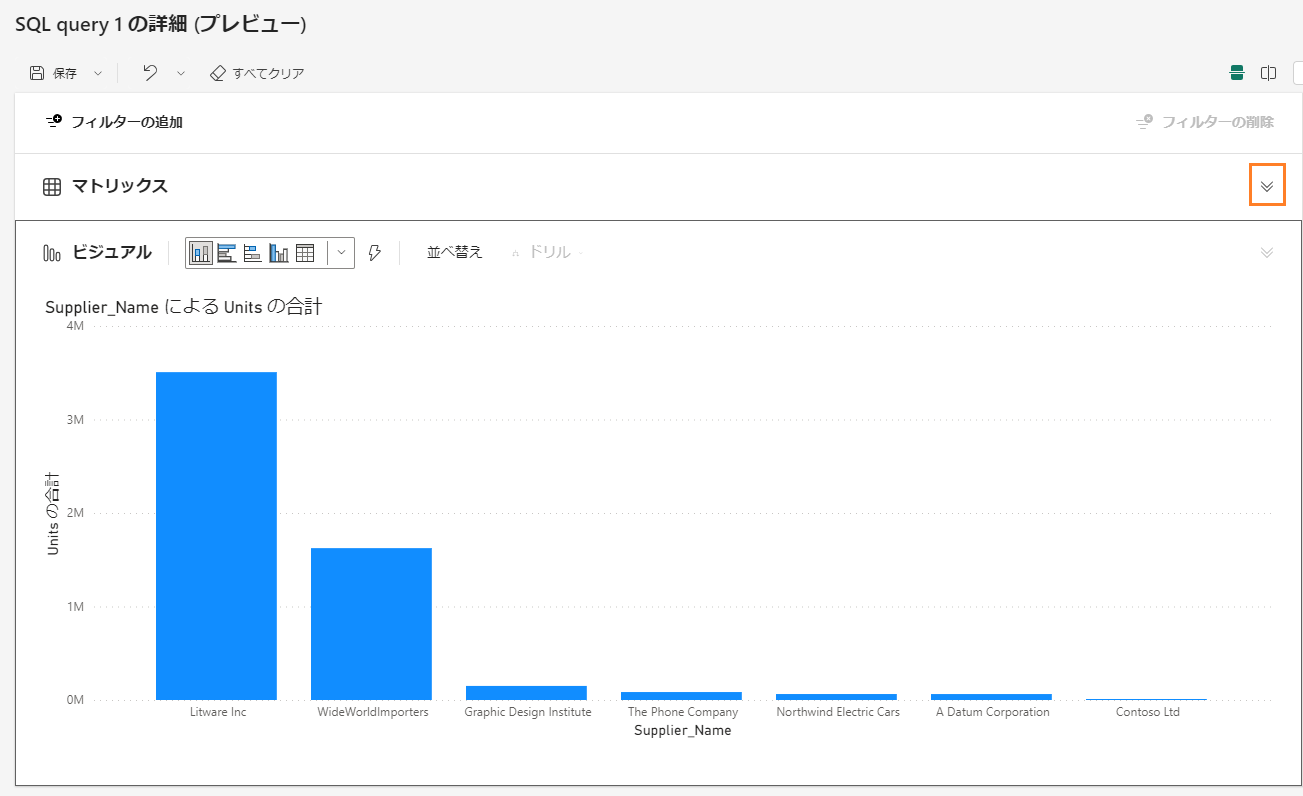 SQL query 1 の詳細 (プレビュー)
保存 すべてクリア
フィルターの追加 フィルターの削除
マトリックス
ビジュアル 並べ替え ドリル
Supplier_Name による Units の合計
4M
3M
2M
1M
0M
Units の合計
Litware Inc WideWorldImporters Graphic Design Institute The Phone Company Northwind Electric Cars A Datum Corporation Contoso Ltd
Supplier_Name